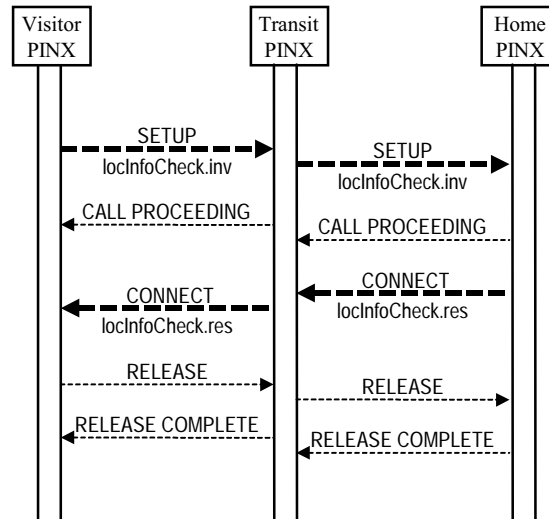 Visitor
PINX
Transit
PINX
Home
PINX
SETUP
locInfoCheck.inv
SETUP
locInfoCheck.inv
CALL PROCEEDING
CALL PROCEEDING
CONNECT
locInfoCheck.res
CONNECT
locInfoCheck.res
RELEASE
RELEASE
RELEASE COMPLETE
RELEASE COMPLETE